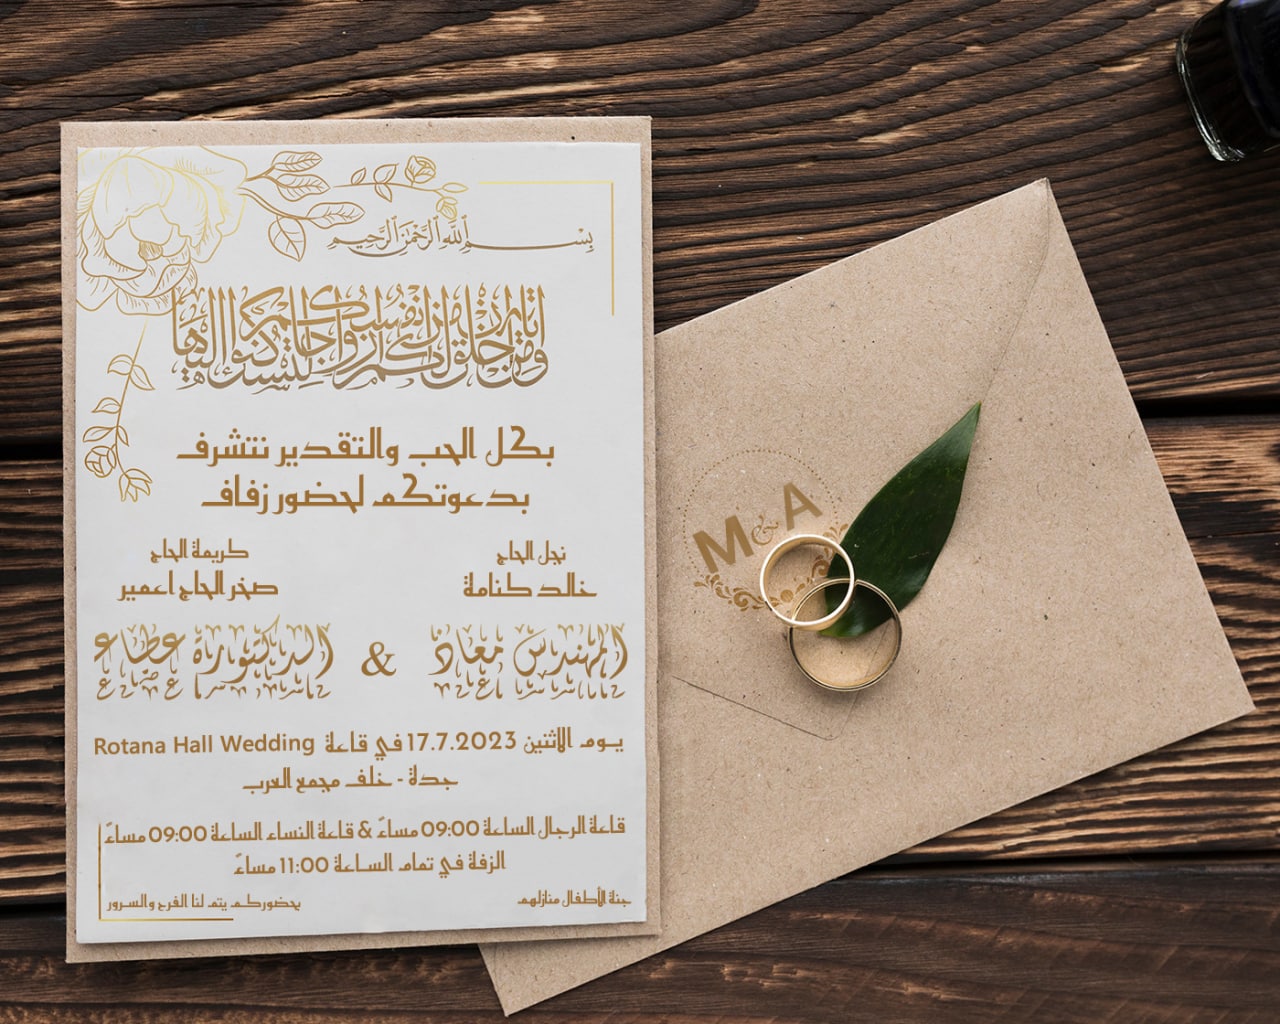 بسم الله الرحمن الرحيم
ومن آياته أن خلق لكم من أنفسكم أزواجا لتسكنوا إليها
بكل الحب والتقدير نتشرف
بدعوتكم لحضور زفاف
نجل الحاج
خالد كنامة
كريمة الحاج
صخر الحاج اعمير
المهندس معاذ & الدكتورة عطاء
يوم الاثنين 17.7.2023 في قاعة Rotana Hall Wedding
جدة - خلف مجمع العرب
قاعة الرجال الساعة 09:00 مساءً & قاعة النساء الساعة 09:00 مساءً
الزفة في تمام الساعة 11:00 مساءً
جنة الأطفال منازلهم
بحضوركم يتم لنا الفرح والسرور
M & A